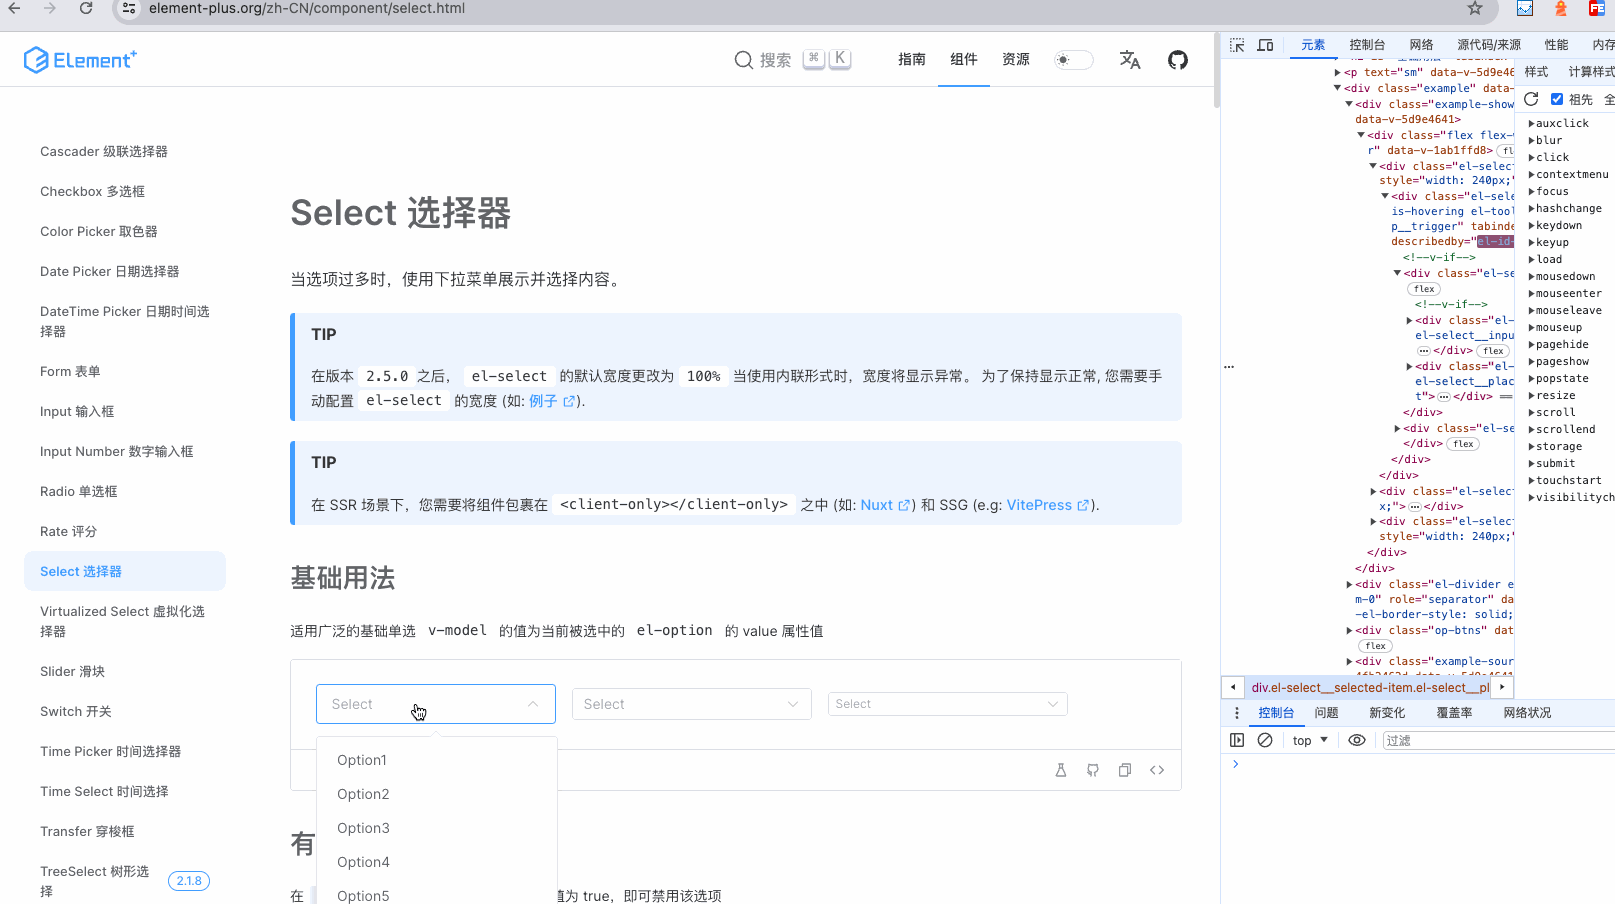 element-plus.org/zh-CN/component/select.html
Element+
搜索 ⌘ K
指南 组件 资源
Cascader 级联选择器
Checkbox 多选框
Color Picker 取色器
Date Picker 日期选择器
DateTime Picker 日期时间选
择器
Form 表单
Input 输入框
Input Number 数字输入框
Radio 单选框
Rate 评分
Select 选择器
Virtualized Select 虚拟化选
择器
Slider 滑块
Switch 开关
Time Picker 时间选择器
Time Select 时间选择
Transfer 穿梭框
TreeSelect 树形选
择
2.1.8
Select 选择器
当选项过多时，使用下拉菜单展示并选择内容。
TIP
在版本 2.5.0 之后， el-select 的默认宽度更改为 100% 当使用内联形式时，宽度将显示异常。 为了保持显示正常, 您需要手
动配置 el-select 的宽度 (如: 例子).
TIP
在 SSR 场景下，您需要将组件包裹在 <client-only></client-only> 之中 (如: Nuxt) 和 SSG (e.g: VitePress).
基础用法
适用广泛的基础单选 v-model 的值为当前被选中的 el-option 的 value 属性值
Select
Select
Select
Option1
Option2
Option3
Option4
Option5
有
在
值为 true，即可禁用该选项
元素 控制台 网络 源代码/来源 性能 内存
<p text="sm" data-v-5d9e46
<div class="example" data-
<div class="example-show
data-v-5d9e4641>
<div class="flex flex-
r" data-v-1ab1ffd8> fl
<div class="el-selec
style="width: 240px;"
<div class="el-sele
is-hovering el-tool
p__trigger" tabinde
describedby="el-id-
<!--v-if-->
<div class="el-se
flex
<!--v-if-->
<div class="el-
el-select__inpu
… </div> flex
<div class="el-
el-select__plac
t">… </div> ==
</div>
<div class="el-se
</div> flex
</div>
</div>
<div class="el-selec
x;">… </div>
<div class="el-selec
style="width: 240px;"
</div>
</div>
<div class="el-divider e
m-0" role="separator" da
-el-border-style: solid;
<div class="op-btns" dat
flex
<div class="example-sour
div.el-select__selected-item.el-select__pl
样式 计算样式
祖先 全
auxclick
blur
click
contextmenu
focus
hashchange
keydown
keyup
load
mousedown
mouseenter
mouseleave
mouseup
pagehide
pageshow
popstate
resize
scroll
scrollend
storage
submit
touchstart
visibilitych
控制台 问题 新变化 覆盖率 网络状况
top
过滤